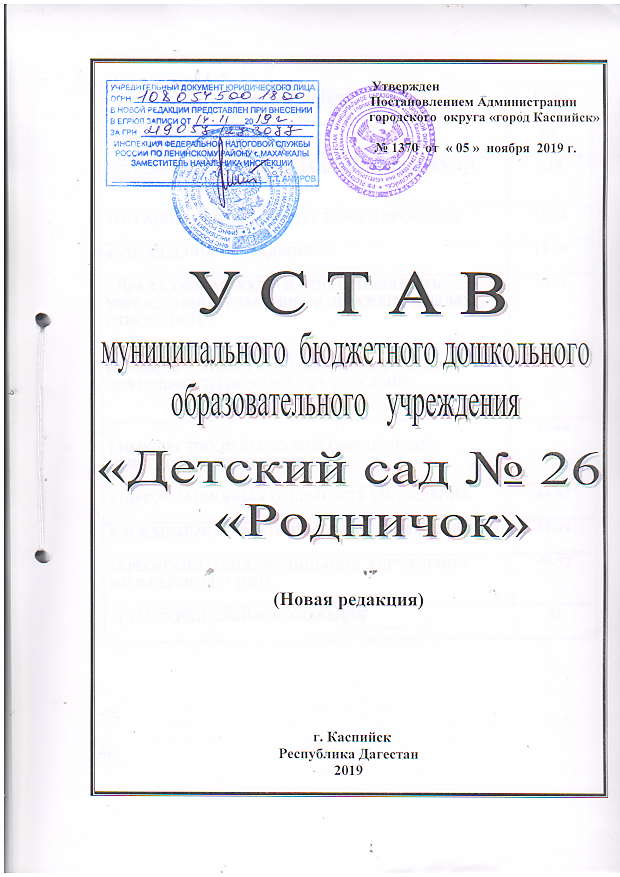 УЧРЕДИТЕЛЬНЫЙ ДОКУМЕНТ ЮРИДИЧЕСКОГО ЛИЦА
ОГРН 1080545001800
В НОВОЙ РЕДАКЦИИ ПРЕДСТАВЛЕН ПРИ ВНЕСЕНИИ
В ЕГРЮЛ ЗАПИСИ ОТ 14.11 2019г.
ЗА ГРН
ИНСПЕКЦИЯ ФЕДЕРАЛЬНОЙ НАЛОГОВОЙ СЛУЖБЫ
РОССИИ ПО ЛЕНИНСКОМУ РАЙОНУ г. МАХАЧКАЛЫ
ЗАМЕСТИТЕЛЬ НАЧАЛЬНИКА ИНСПЕКЦИИ
Т.Т. АМИРОВ
Утвержден
Постановлением Администрации
городского округа «город Каспийск»
№ 1370 от « 05 » ноября 2019 г.
У С Т А В
муниципального бюджетного дошкольного
образовательного учреждения
«Детский сад № 26
«Родничок»
(Новая редакция)
г. Каспийск
Республика Дагестан
2019